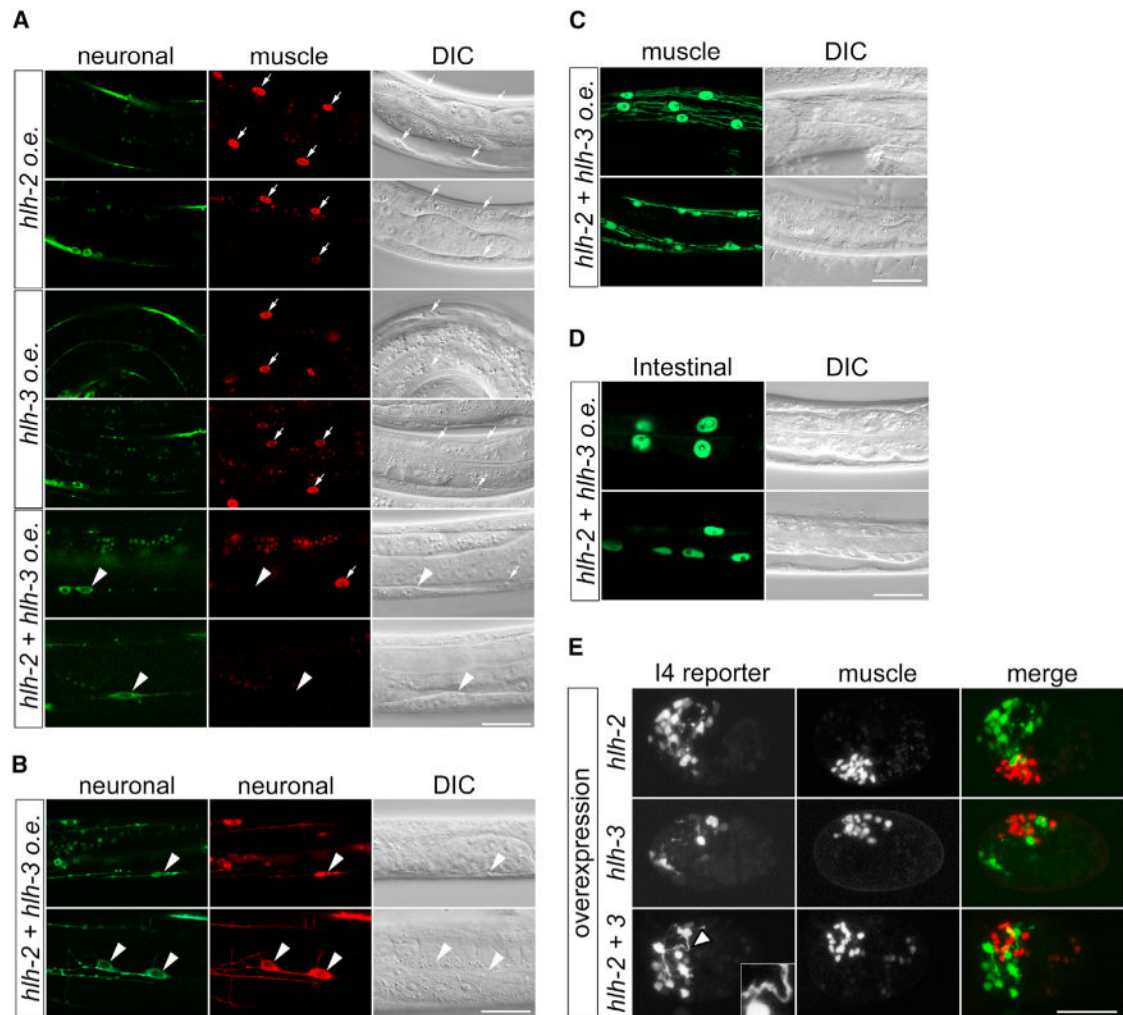 A
neuronal muscle DIC
hlh-2 o.e.
hlh-3 o.e.
hlh-2 + hlh-3 o.e.
B
neuronal neuronal DIC
hlh-2 + hlh-3 o.e.
C
muscle DIC
hlh-2 + hlh-3 o.e.
D
Intestinal DIC
hlh-2 + hlh-3 o.e.
E
I4 reporter muscle merge
overexpression
hlh-2
hlh-3
hlh-2 + 3